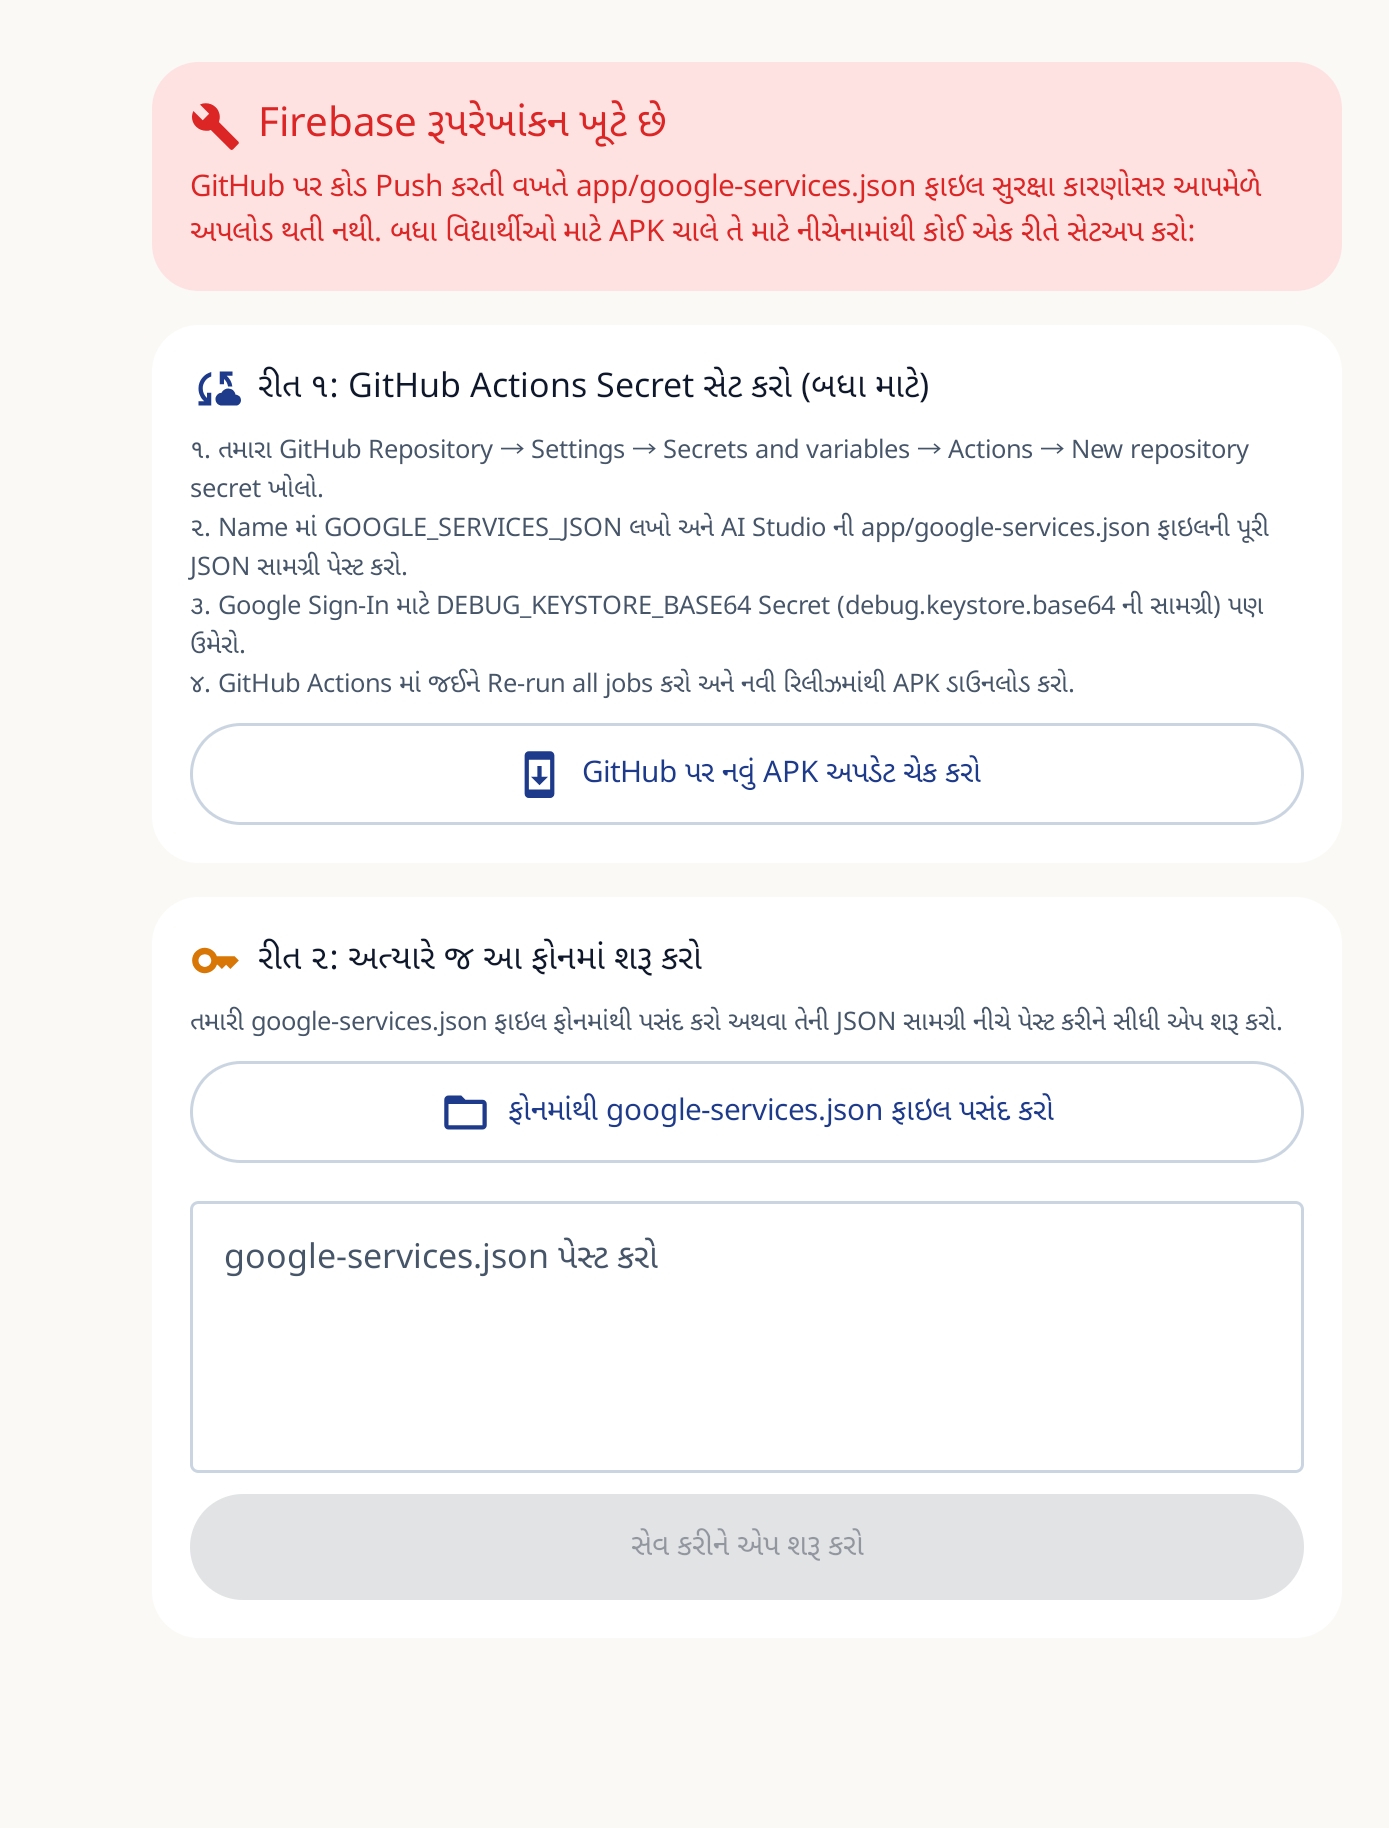 Firebase રૂપરેખાંકન ખૂટે છે
GitHub પર કોડ Push કરતી વખતે app/google-services.json ફાઇલ સુરક્ષા કારણોસર આપમેળે
અપલોડ થતી નથી. બધા વિદ્યાર્થીઓ માટે APK ચાલે તે માટે નીચેનામાંથી કોઈ એક રીતે સેટઅપ કરો:
રીત ૧: GitHub Actions Secret સેટ કરો (બધા માટે)
૧. તમારા GitHub Repository → Settings → Secrets and variables → Actions → New repository
secret ખોલો.
૨. Name માં GOOGLE_SERVICES_JSON લખો અને AI Studio ની app/google-services.json ફાઇલની પૂરી
JSON સામગ્રી પેસ્ટ કરો.
૩. Google Sign-In માટે DEBUG_KEYSTORE_BASE64 Secret (debug.keystore.base64 ની સામગ્રી) પણ
ઉમેરો.
૪. GitHub Actions માં જઈને Re-run all jobs કરો અને નવી રિલીઝમાંથી APK ડાઉનલોડ કરો.
GitHub પર નવું APK અપડેટ ચેક કરો
રીત ૨: અત્યારે જ આ ફોનમાં શરૂ કરો
તમારી google-services.json ફાઇલ ફોનમાંથી પસંદ કરો અથવા તેની JSON સામગ્રી નીચે પેસ્ટ કરીને સીધી એપ શરૂ કરો.
ફોનમાંથી google-services.json ફાઇલ પસંદ કરો
google-services.json પેસ્ટ કરો
સેવ કરીને એપ શરૂ કરો